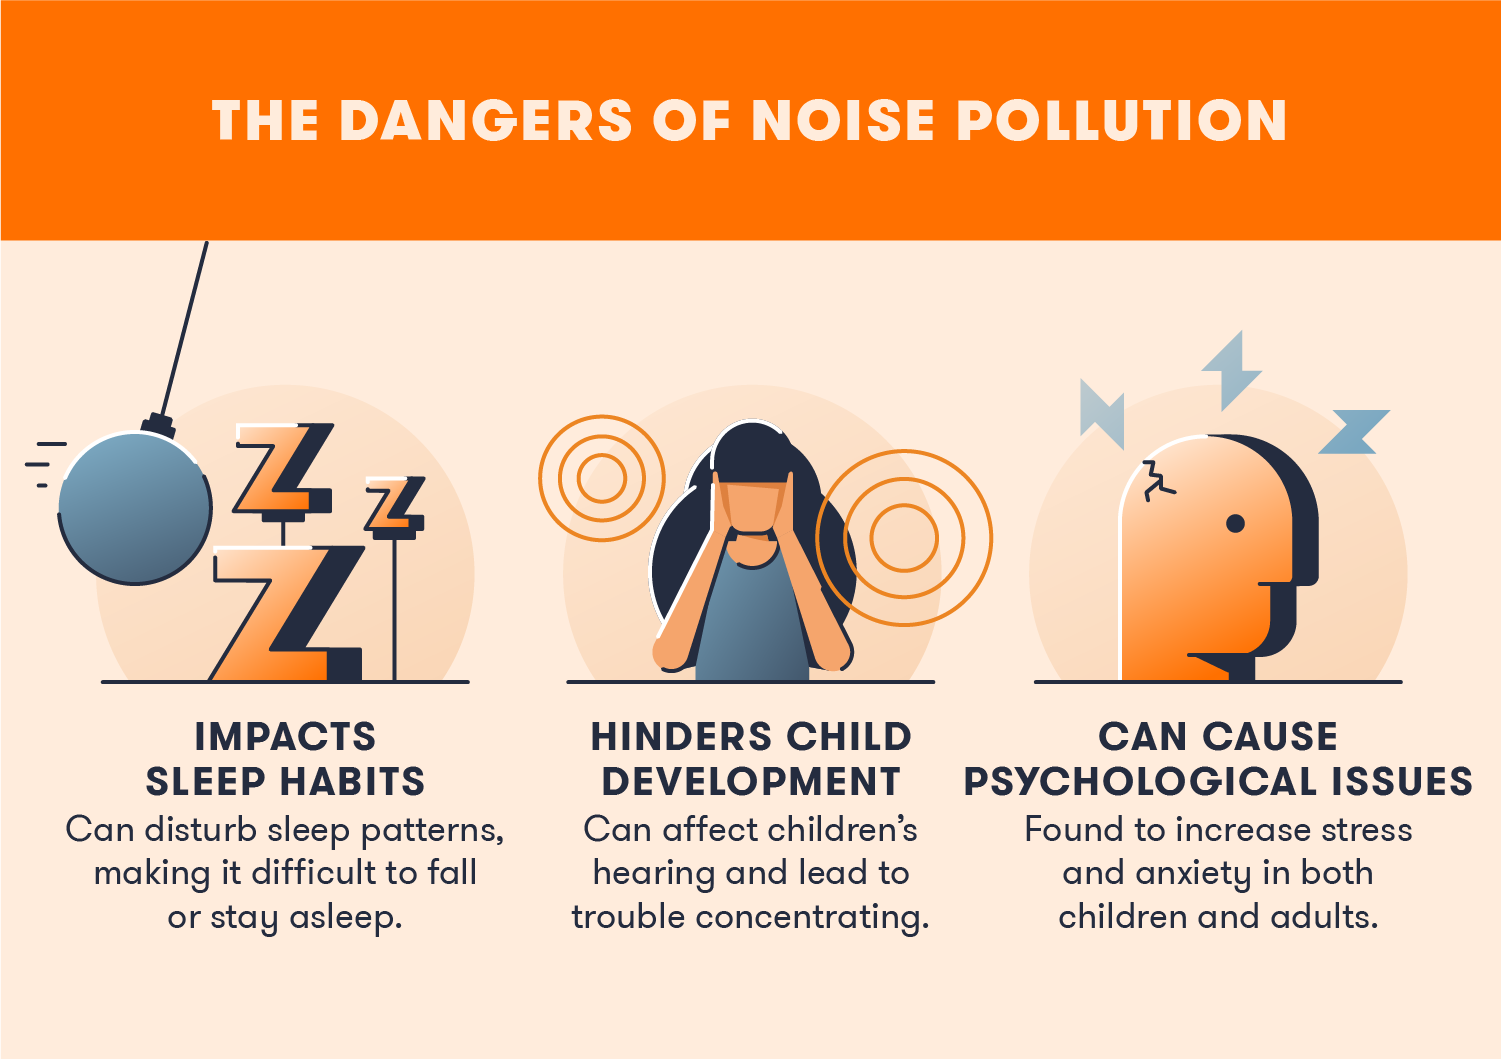 THE DANGERS OF NOISE POLLUTION
IMPACTS
SLEEP HABITS
Can disturb sleep patterns,
making it difficult to fall
or stay asleep.
HINDERS CHILD
DEVELOPMENT
Can affect children’s
hearing and lead to
trouble concentrating.
CAN CAUSE
PSYCHOLOGICAL ISSUES
Found to increase stress
and anxiety in both
children and adults.
Z
Z
Z